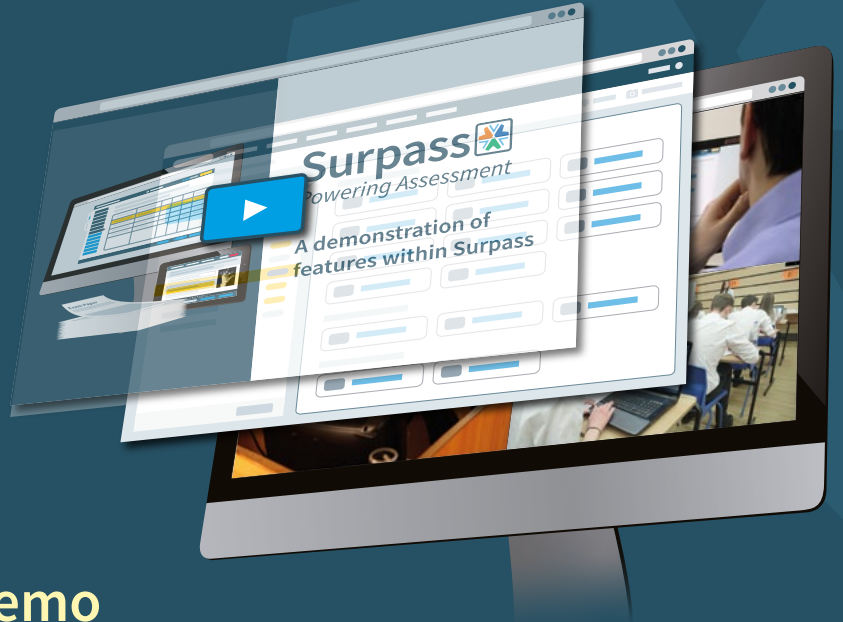 Surpass
Powering Assessment
A demonstration of
features within Surpass
emo